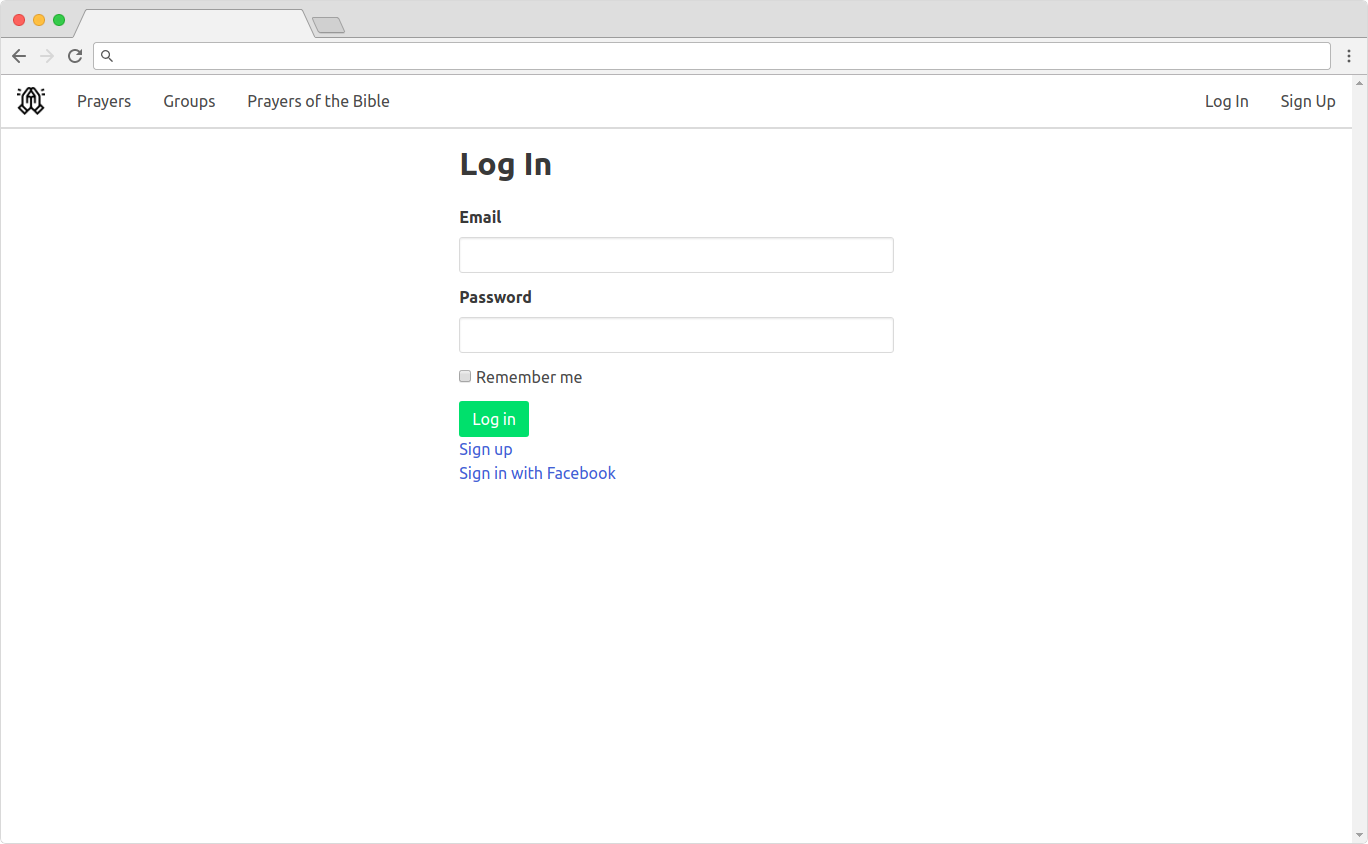 Prayers Groups Prayers of the Bible Log In Sign Up
Log In
Email
Password
Remember me
Log in
Sign up
Sign in with Facebook